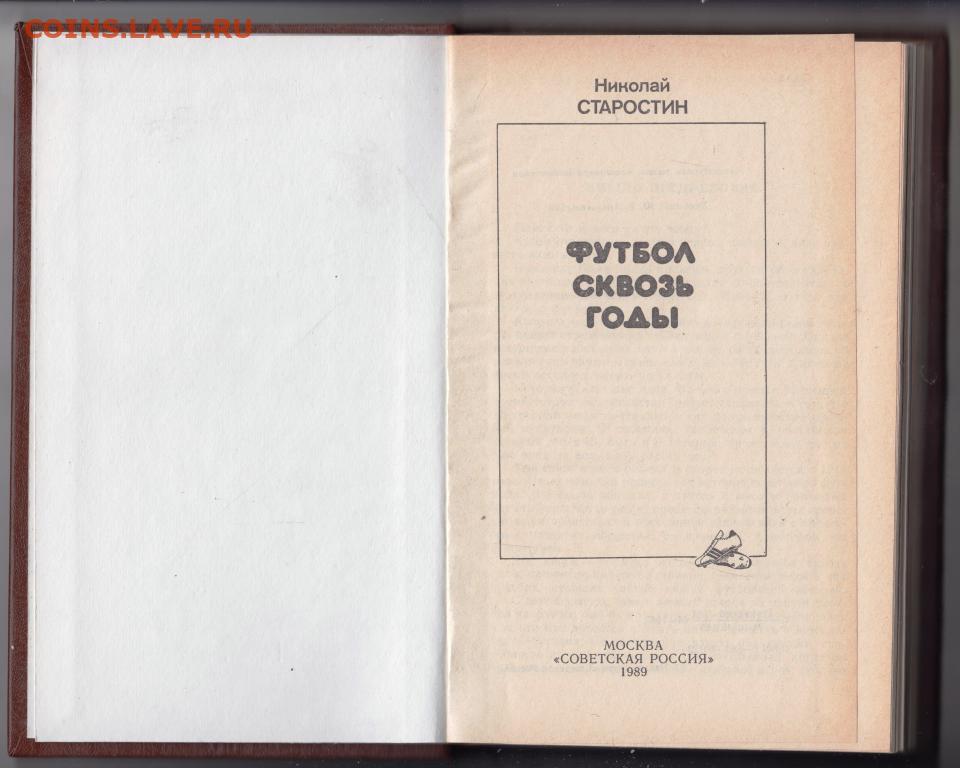 COINS.LAVE.RU
Николай
СТАРОСТИН
ФУТБОЛ
СКВОЗЬ
ГОДЫ
МОСКВА
«СОВЕТСКАЯ РОССИЯ»
1989